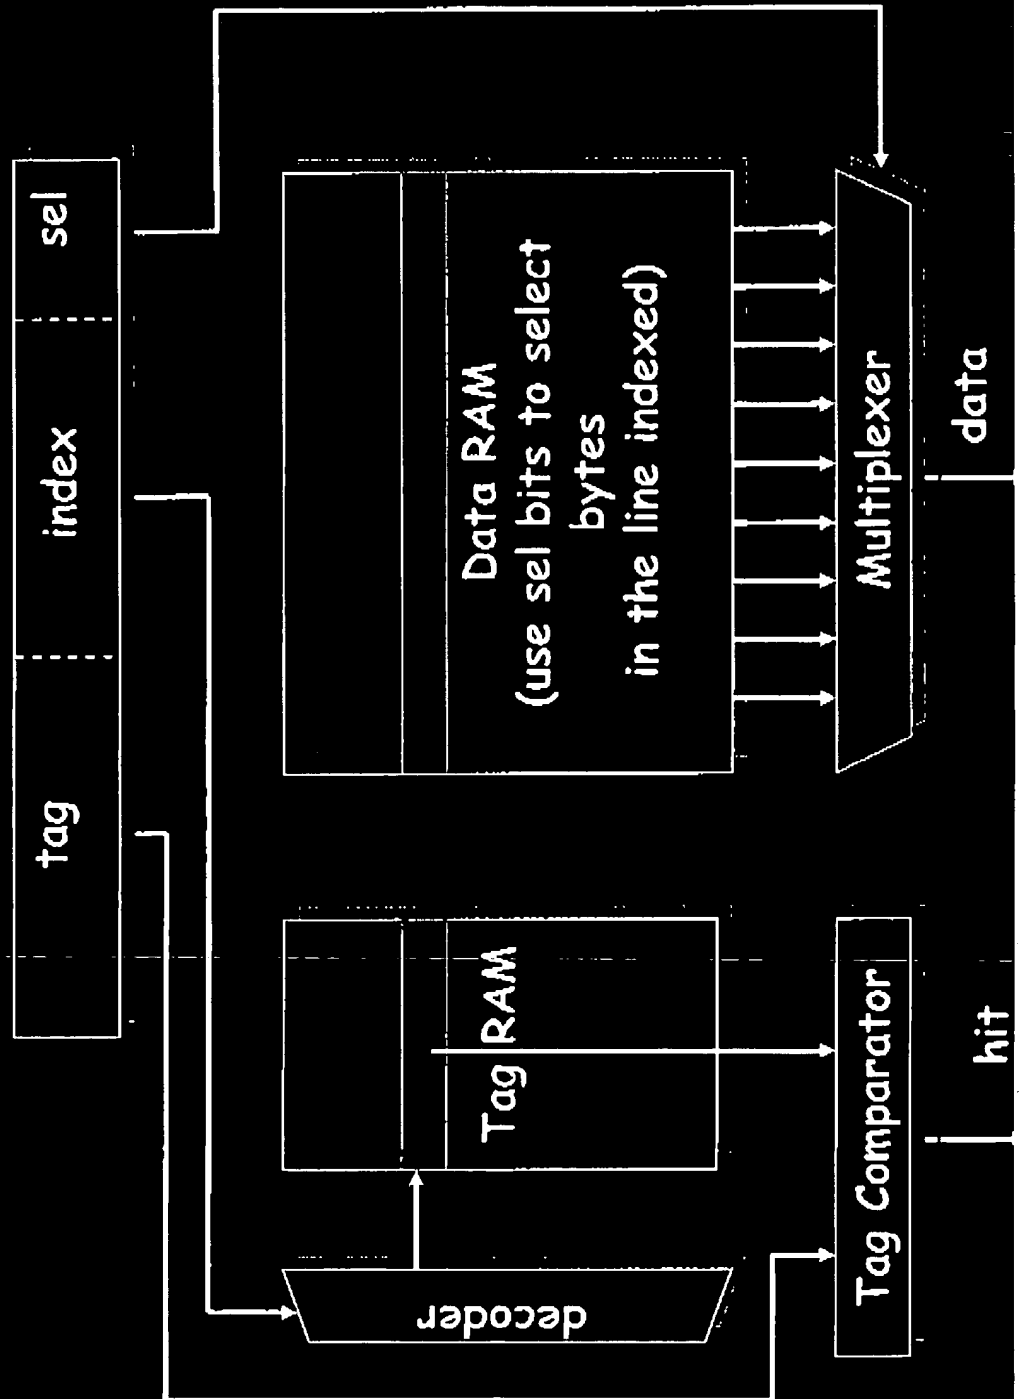 tag index sel
decoder
Tag RAM
Data RAM
(use sel bits to select
bytes
in the line indexed)
Tag Comparator
Multiplexer
hit
data